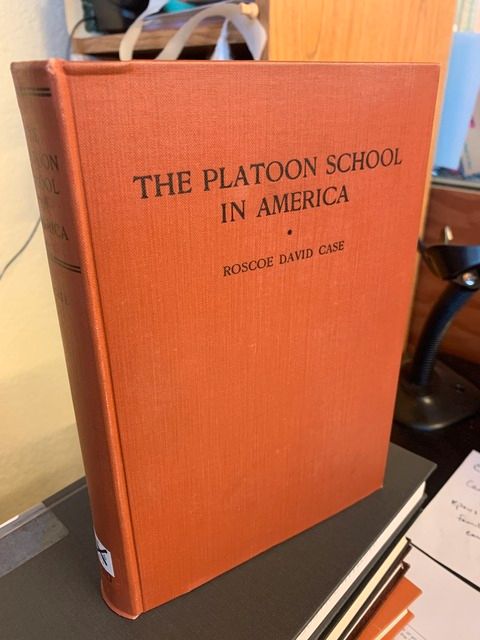 THE PLATOON SCHOOL
IN AMERICA
•
ROSCOE DAVID CASE